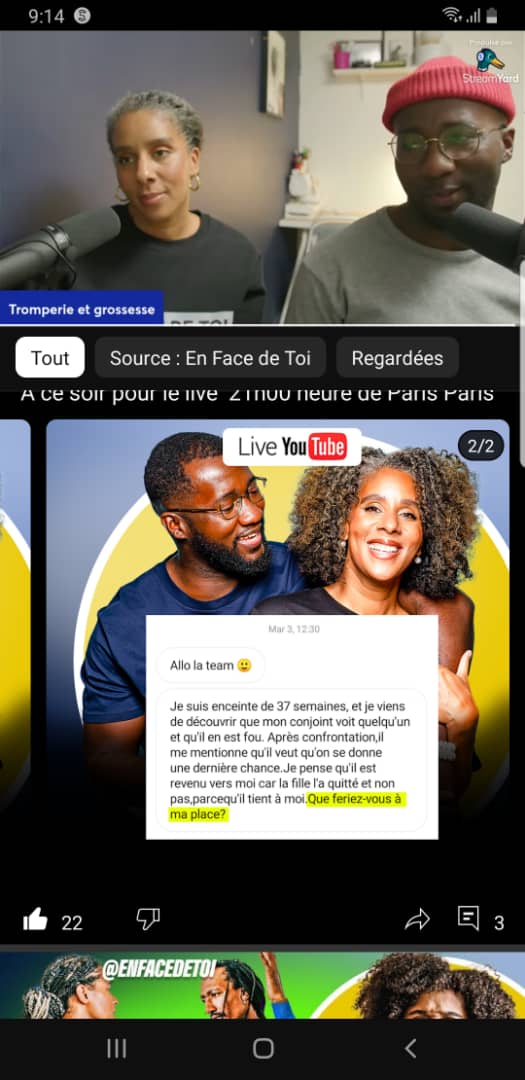 9:14
Produit par
StreamYard
Tromperie et grossesse
Tout
Source : En Face de Toi
Regardées
A ce soir pour le live 21h00 heure de Paris Paris
Live YouTube
2/2
Mar 3, 12:30
Allo la team 🙂
Je suis enceinte de 37 semaines, et je viens
de découvrir que mon conjoint voit quelqu'un
et qu'il en est fou. Après confrontation,il
me mentionne qu'il veut qu'on se donne
une dernière chance.Je pense qu'il est
revenu vers moi car la fille l'a quitté et non
pas,parcequ'il tient à moi.Que feriez-vous à
ma place?
22
3
@ENFACEDETOI